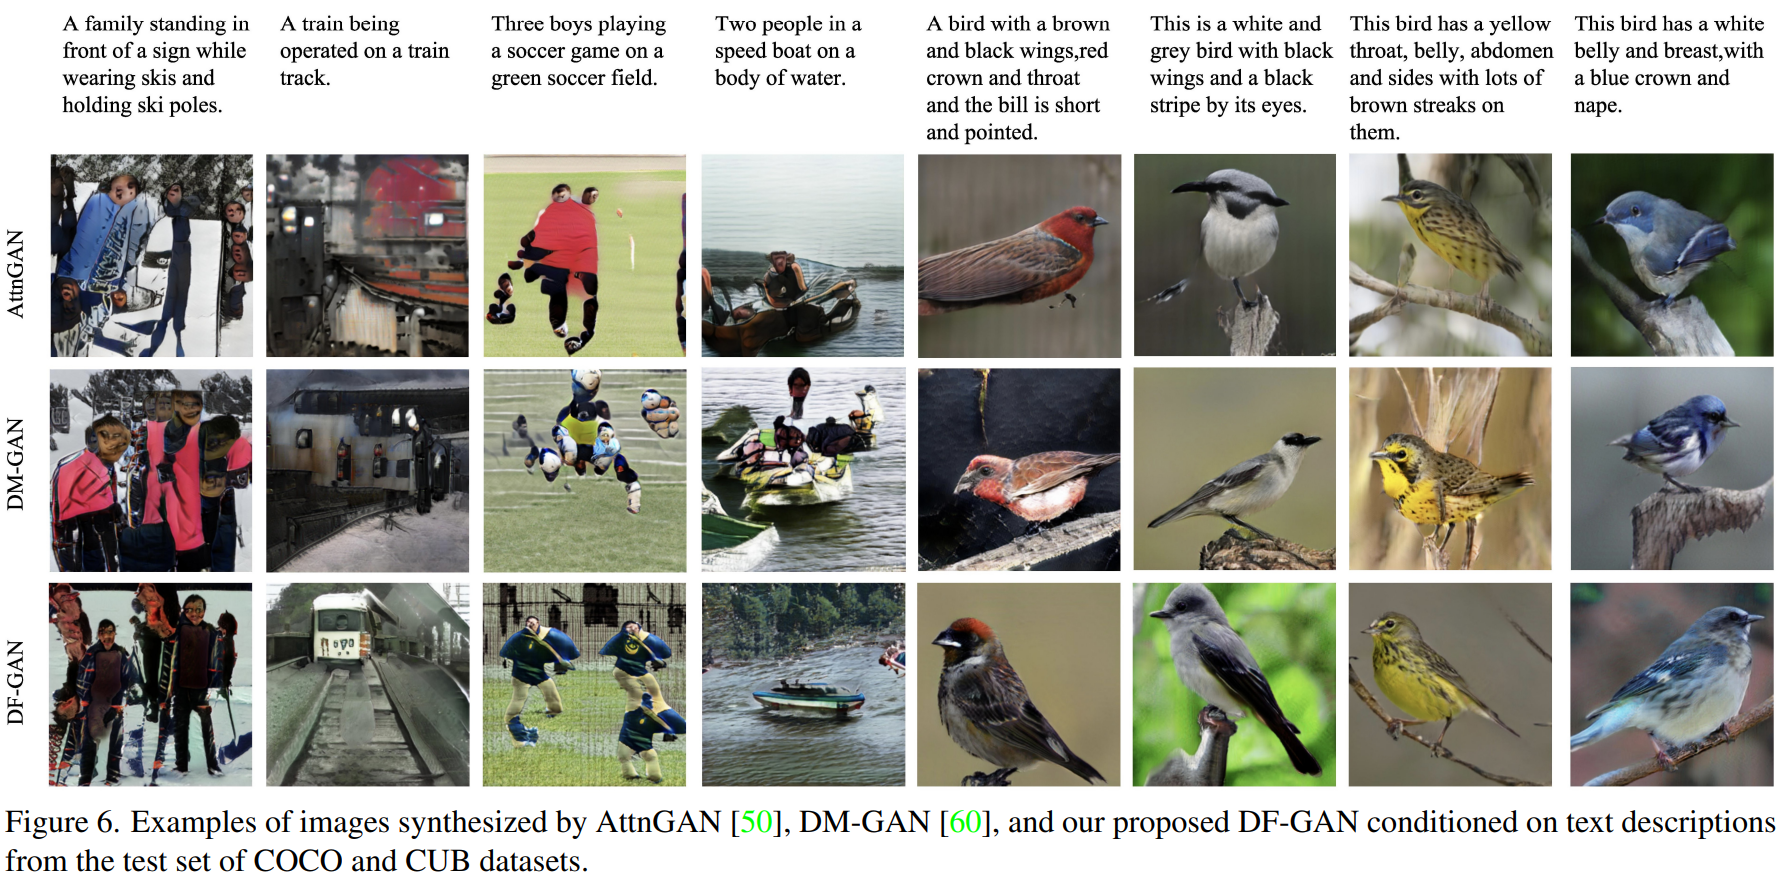 A family standing in
front of a sign while
wearing skis and
holding ski poles.
A train being
operated on a train
track.
Three boys playing
a soccer game on a
green soccer field.
Two people in a
speed boat on a
body of water.
A bird with a brown
and black wings,red
crown and throat
and the bill is short
and pointed.
This is a white and
grey bird with black
wings and a black
stripe by its eyes.
This bird has a yellow
throat, belly, abdomen
and sides with lots of
brown streaks on
them.
This bird has a white
belly and breast,with
a blue crown and
nape.
AttnGAN
DM-GAN
DF-GAN
Figure 6. Examples of images synthesized by AttnGAN [50], DM-GAN [60], and our proposed DF-GAN conditioned on text descriptions
from the test set of COCO and CUB datasets.